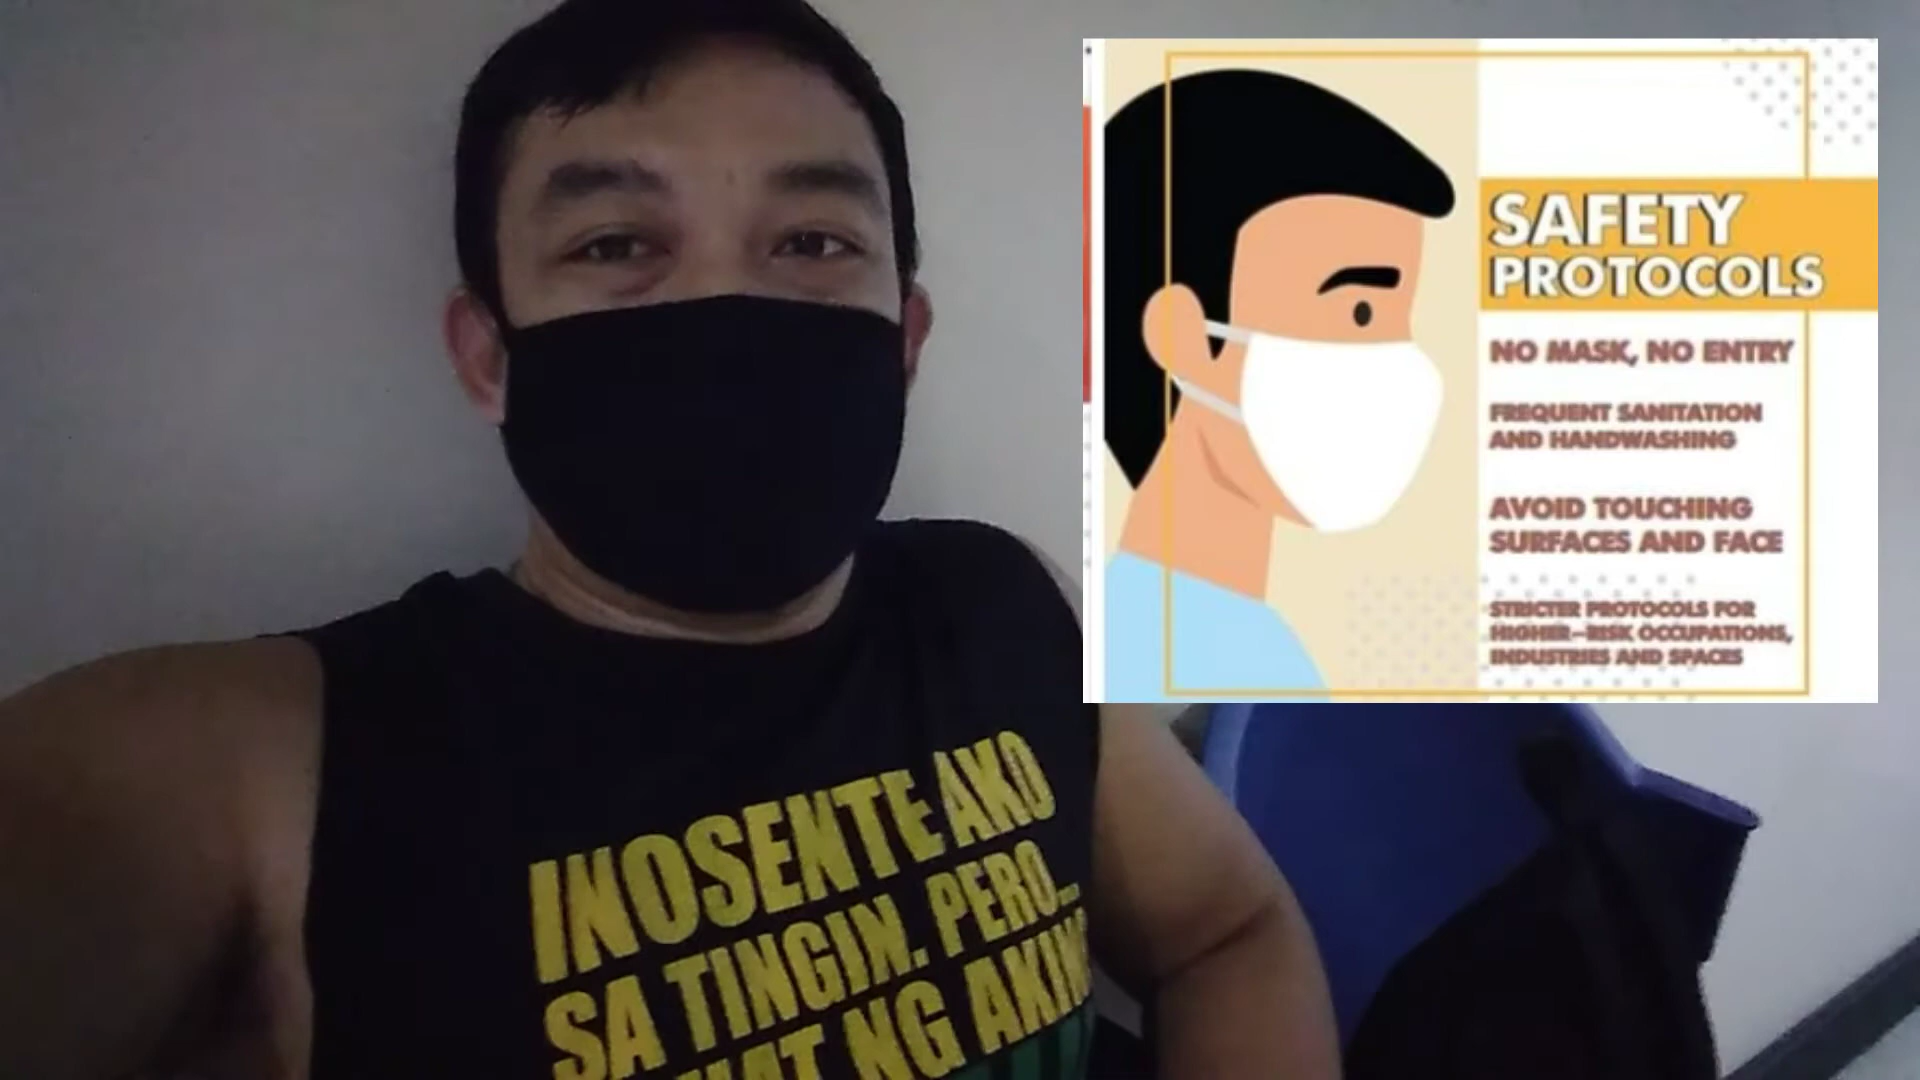 SAFETY
PROTOCOLS
NO MASK, NO ENTRY
FREQUENT SANITATION
AND HANDWASHING
AVOID TOUCHING
SURFACES AND FACE
STRICTER PROTOCOLS FOR
HIGHER-RISK OCCUPATIONS,
INDUSTRIES AND SPACES
INOSENTE AKO
SA TINGIN. PERO...
NG